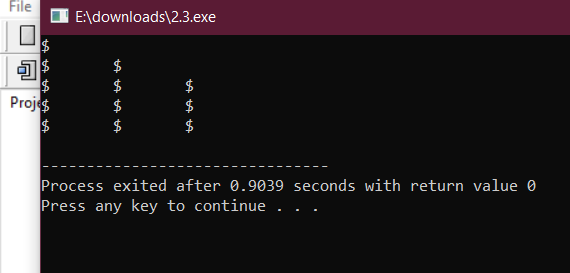 File
E:\downloads\2.3.exe
$
$ $
$ $ $
Proje
$ $ $
$ $ $
--------------------------------
Process exited after 0.9039 seconds with return value 0
Press any key to continue . . .